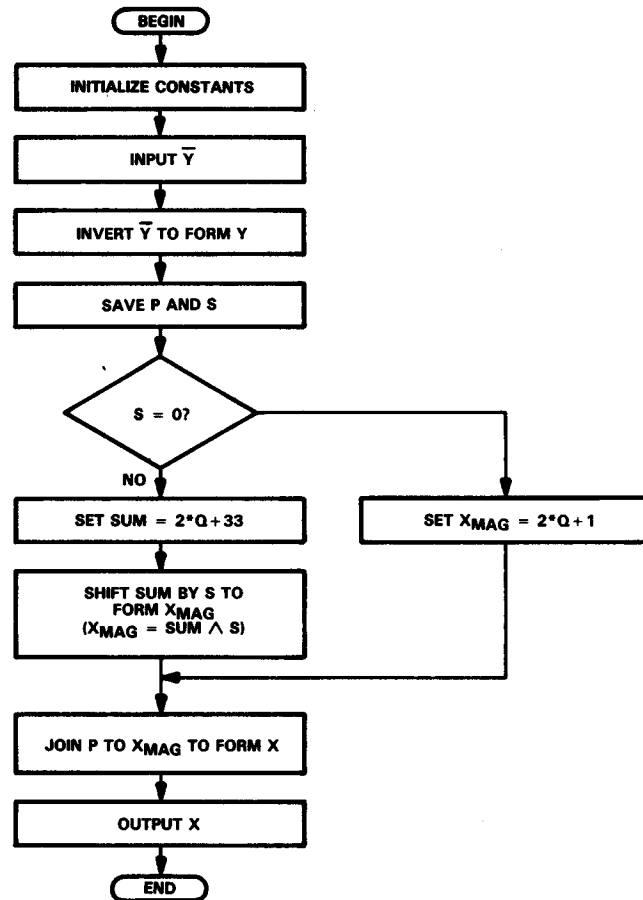 BEGIN
INITIALIZE CONSTANTS
INPUT Y̅
INVERT Y̅ TO FORM Y
SAVE P AND S
S = 0?
NO
SET SUM = 2*Q+33
SET XMAG = 2*Q+1
SHIFT SUM BY S TO
FORM XMAG
(XMAG = SUM ∧ S)
JOIN P TO XMAG TO FORM X
OUTPUT X
END